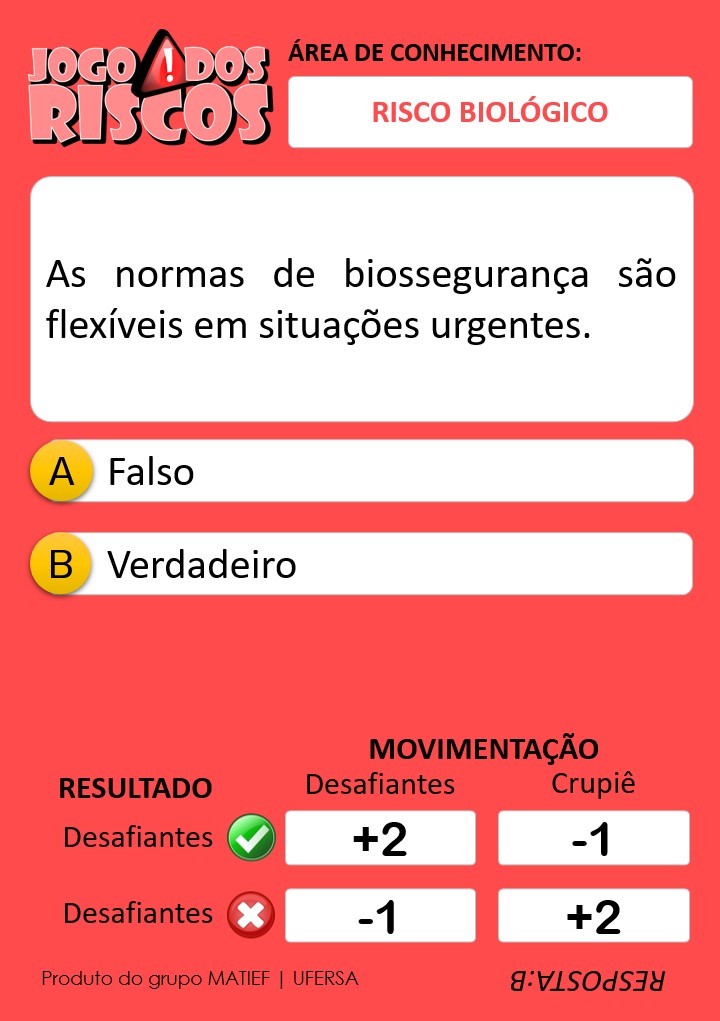 JOGO ! DOS
RISCOS
ÁREA DE CONHECIMENTO:
RISCO BIOLÓGICO
As normas de biossegurança são
flexíveis em situações urgentes.
A Falso
B Verdadeiro
MOVIMENTAÇÃO
RESULTADO Desafiantes Crupiê
Desafiantes +2 -1
Desafiantes -1 +2
Produto do grupo MATIEF | UFERSA
RESPOSTA:B